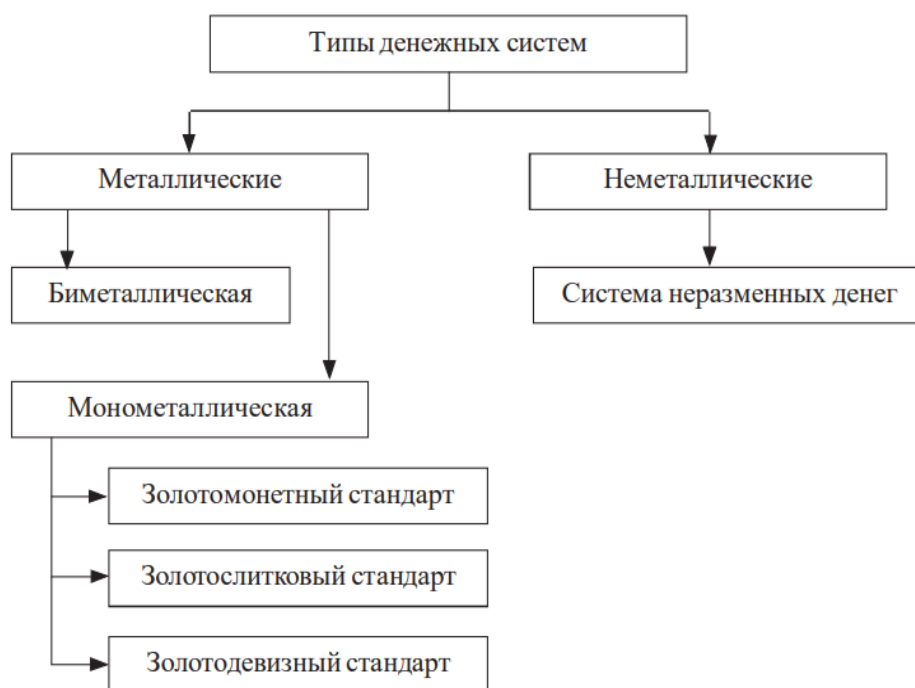 Типы денежных систем
Металлические
Неметаллические
Биметаллическая
Система неразменных денег
Монометаллическая
Золотомонетный стандарт
Золотослитковый стандарт
Золотодевизный стандарт